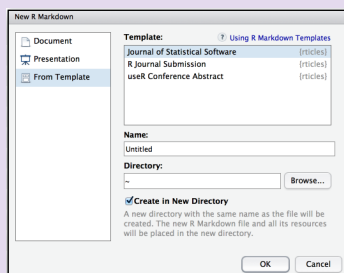 New R Markdown
Document
Presentation
From Template
Template:
? Using R Markdown Templates
Journal of Statistical Software {rticles}
R Journal Submission {rticles}
useR Conference Abstract {rticles}
Name:
Untitled
Directory:
~
Browse...
Create in New Directory
A new directory with the same name as the file will be
created. The new R Markdown file and all its resources
will be placed in the new directory.
OK Cancel